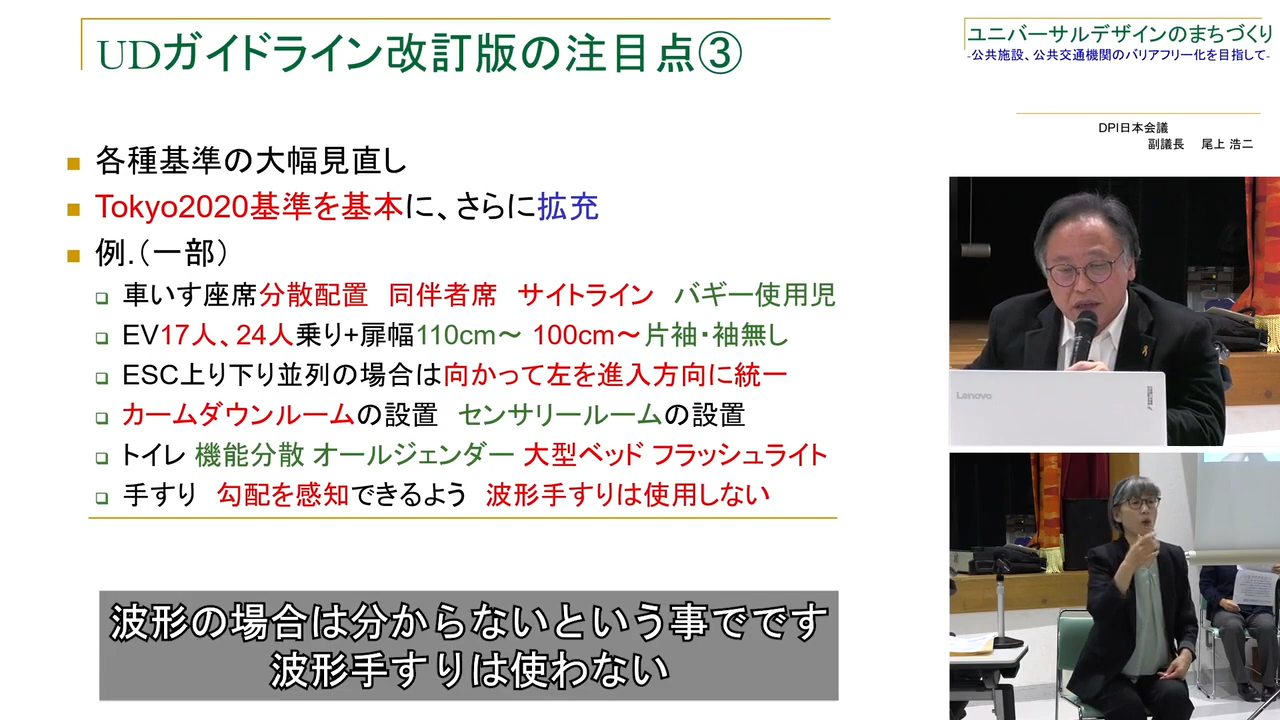 UDガイドライン改訂版の注目点③
各種基準の大幅見直し
Tokyo2020基準を基本に、さらに拡充
例.（一部）
車いす座席分散配置 同伴者席 サイトライン バギー使用児
EV17人、24人乗り+扉幅110cm～ 100cm～片袖・袖無し
ESC上り下り並列の場合は向かって左を進入方向に統一
カームダウンルームの設置 センサリールームの設置
トイレ 機能分散 オールジェンダー 大型ベッド フラッシュライト
手すり 勾配を感知できるよう 波形手すりは使用しない
波形の場合は分からないという事でです
波形手すりは使わない
ユニバーサルデザインのまちづくり
-公共施設、公共交通機関のバリアフリー化を目指して-
DPI日本会議
副議長 尾上 浩二
Lenovo